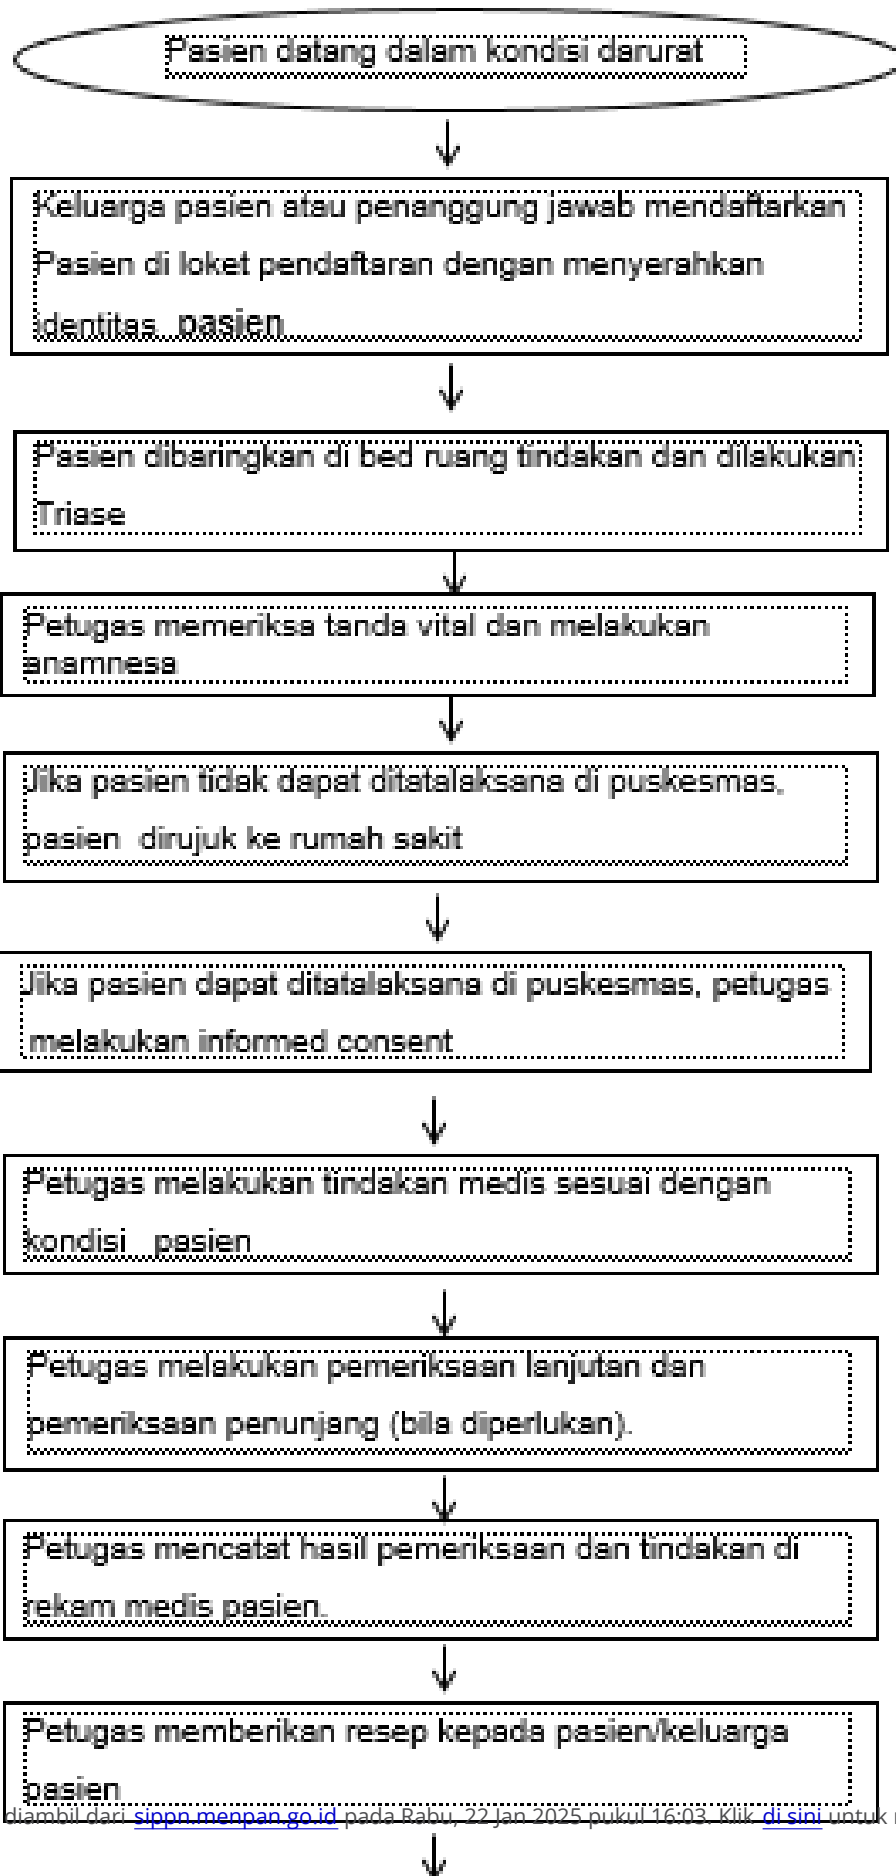 Pasien datang dalam kondisi darurat
Keluarga pasien atau penanggung jawab mendaftarkan
Pasien di loket pendaftaran dengan menyerahkan
identitas pasien
Pasien dibaringkan di bed ruang tindakan dan dilakukan
Triase
Petugas memeriksa tanda vital dan melakukan
anamnesa
Jika pasien tidak dapat ditatalaksana di puskesmas,
pasien dirujuk ke rumah sakit
Jika pasien dapat ditatalaksana di puskesmas, petugas
melakukan informed consent
Petugas melakukan tindakan medis sesuai dengan
kondisi pasien
Petugas melakukan pemeriksaan lanjutan dan
pemeriksaan penunjang (bila diperlukan).
Petugas mencatat hasil pemeriksaan dan tindakan di
rekam medis pasien.
Petugas memberikan resep kepada pasien/keluarga
pasien
diambil dari sippn.menpan.go.id pada Rabu, 22 Jan 2025 pukul 16:03. Klik di sini untuk